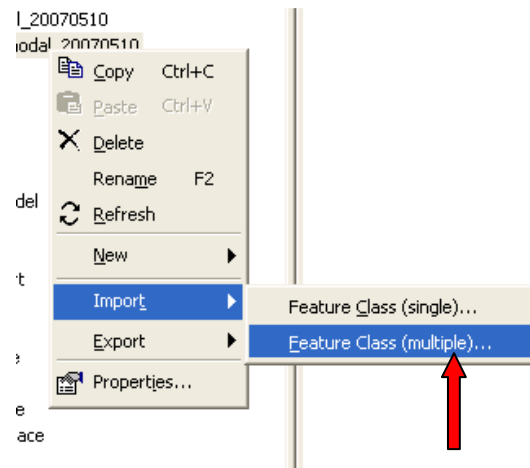 l_20070510
odal_20070510
Copy Ctrl+C
Paste Ctrl+V
Delete
Rename F2
Refresh
del
New
t
Import
Feature Class (single)...
Export
Feature Class (multiple)...
e
Properties...
e
ace